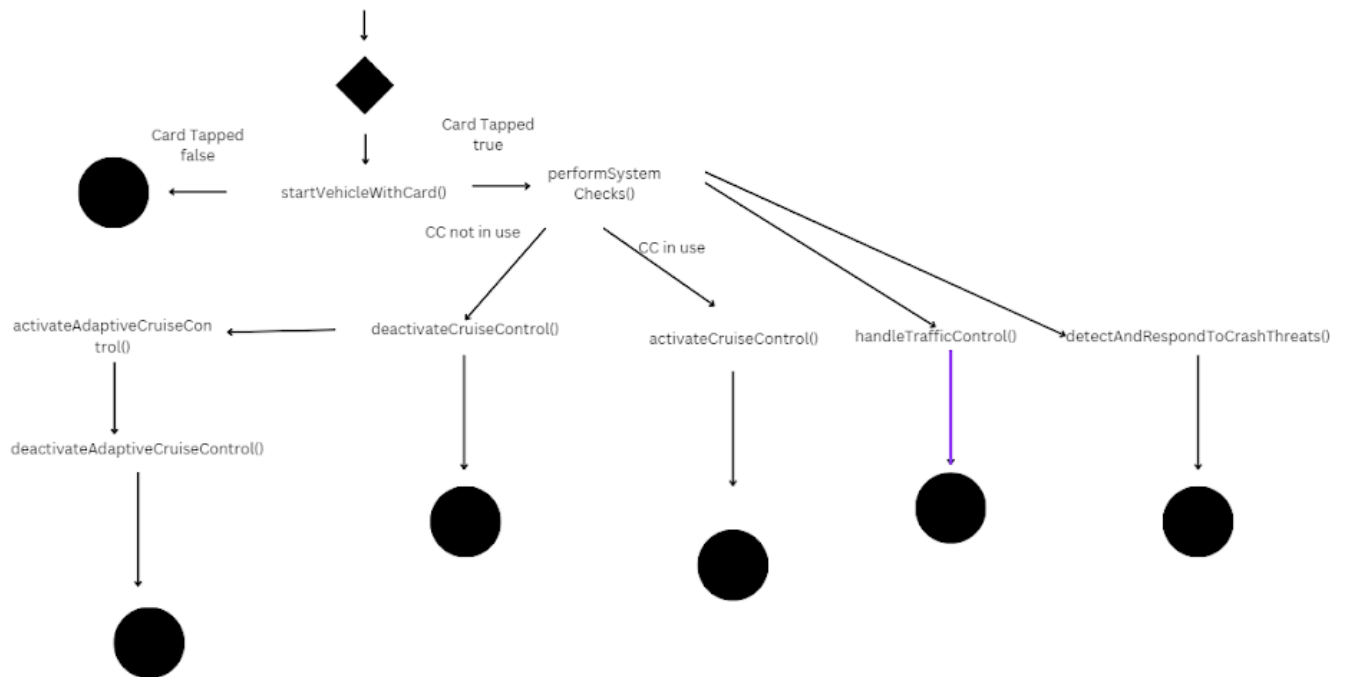 Card Tapped
false
Card Tapped
true
startVehicleWithCard()
performSystem
Checks()
CC not in use
CC in use
activateAdaptiveCruiseCon
trol()
deactivateCruiseControl()
activateCruiseControl()
handleTrafficControl()
detectAndRespondToCrashThreats()
deactivateAdaptiveCruiseControl()